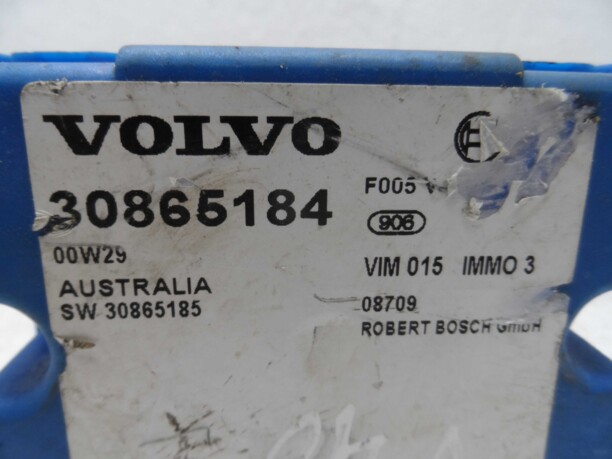 VOLVO
30865184
F005 V
906
00W29
VIM 015 IMMO 3
AUSTRALIA
08709
SW 30865185
ROBERT BOSCH GmbH